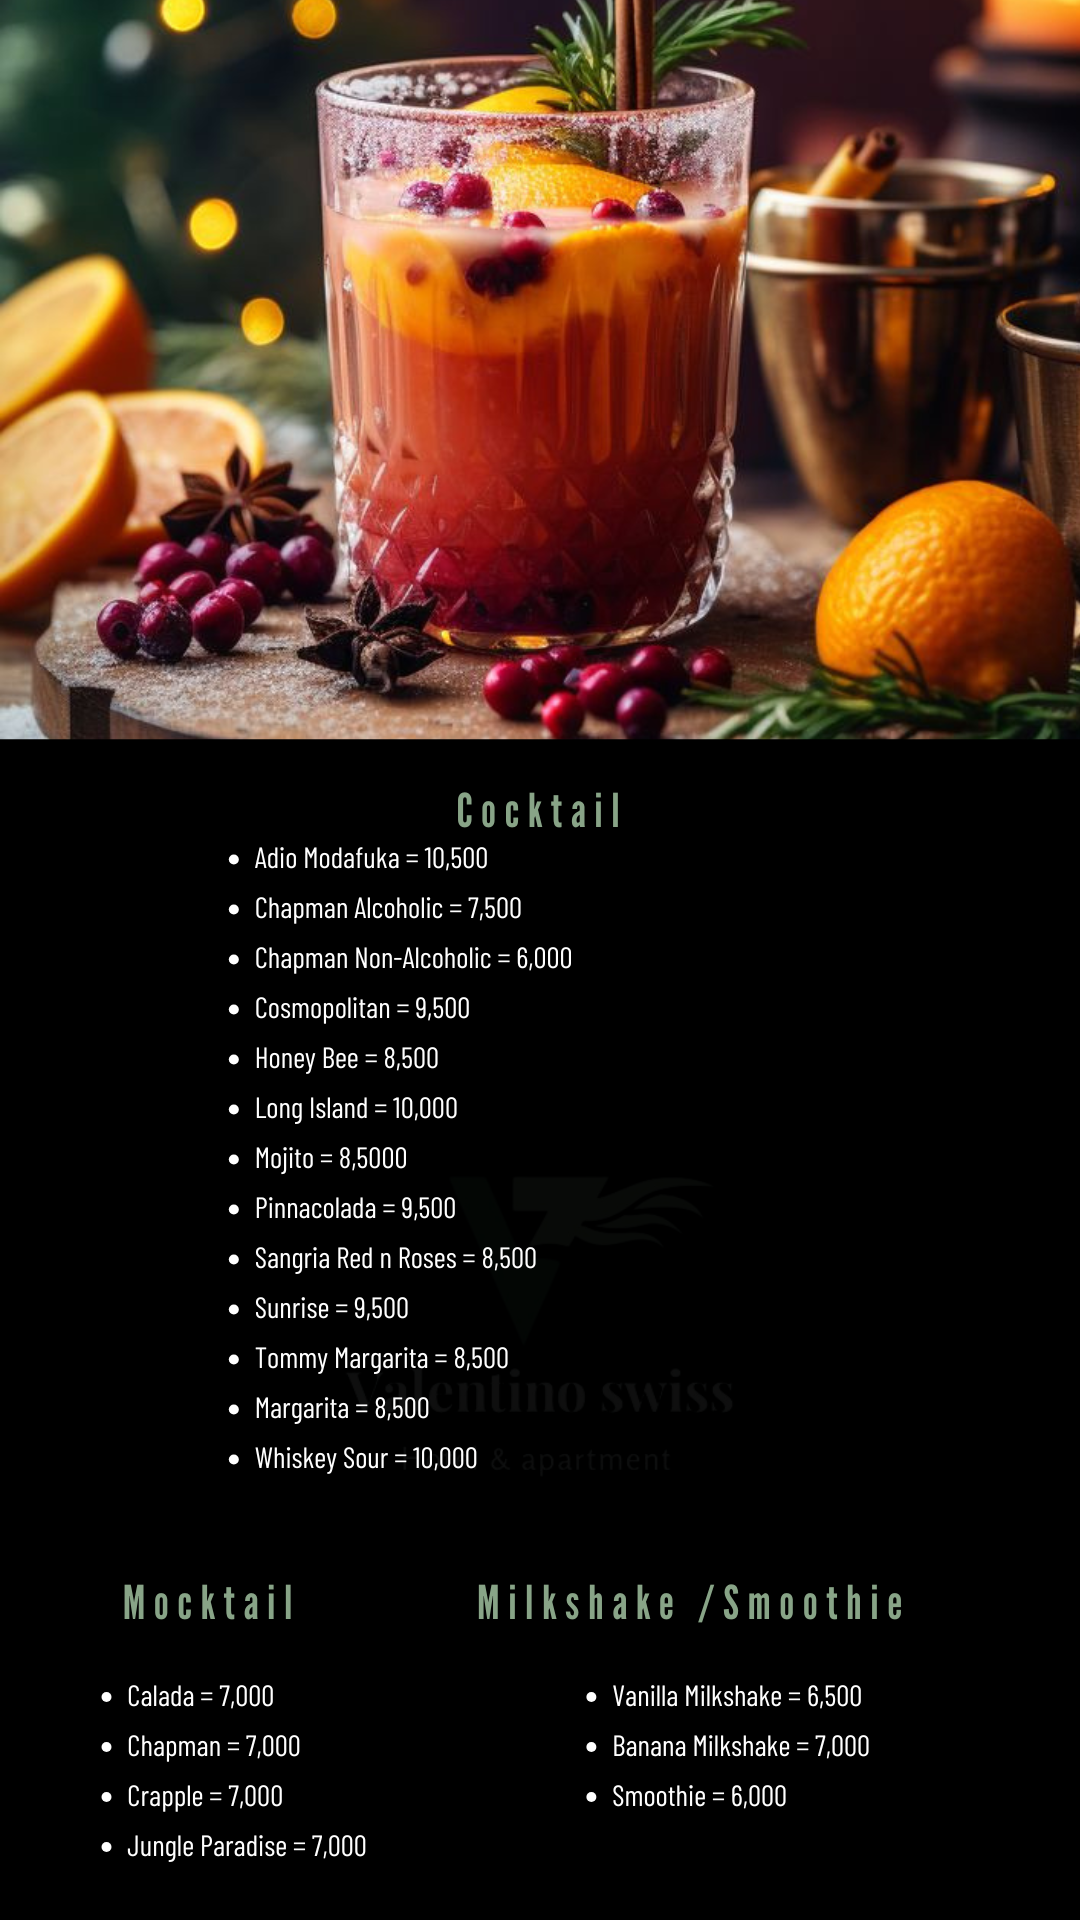 Cocktail
Adio Modafuka = 10,500
Chapman Alcoholic = 7,500
Chapman Non-Alcoholic = 6,000
Cosmopolitan = 9,500
Honey Bee = 8,500
Long Island = 10,000
Mojito = 8,5000
Pinnacolada = 9,500
Sangria Red n Roses = 8,500
Sunrise = 9,500
Tommy Margarita = 8,500
Valentino swiss
Margarita = 8,500
Whiskey Sour = 10,000
& apartment
Mocktail
Calada = 7,000
Chapman = 7,000
Crapple = 7,000
Jungle Paradise = 7,000
Milkshake /Smoothie
Vanilla Milkshake = 6,500
Banana Milkshake = 7,000
Smoothie = 6,000